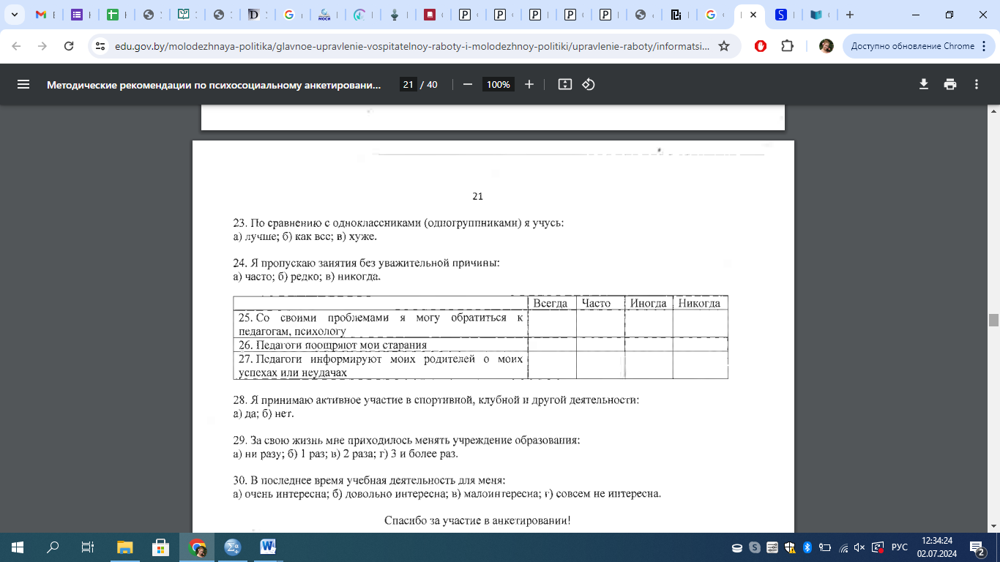 edu.gov.by/molodezhnaya-politika/glavnoe-upravlenie-vospitatelnoy-raboty-i-molodezhnoy-politiki/upravlenie-raboty/informatsi...
Доступно обновление Chrome
Методические рекомендации по психосоциальному анкетировани...
21 / 40
100%
21
23. По сравнению с одноклассниками (одногруппниками) я учусь:
а) лучше; б) как все; в) хуже.
24. Я пропускаю занятия без уважительной причины:
а) часто; б) редко; в) никогда.
Всегда Часто Иногда Никогда
25. Со своими проблемами я могу обратиться к
педагогам, психологу
26. Педагоги поощряют мои старания
27. Педагоги информируют моих родителей о моих
успехах или неудачах
28. Я принимаю активное участие в спортивной, клубной и другой деятельности:
а) да; б) нет.
29. За свою жизнь мне приходилось менять учреждение образования:
а) ни разу; б) 1 раз; в) 2 раза; г) 3 и более раз.
30. В последнее время учебная деятельность для меня:
а) очень интересна; б) довольно интересна; в) малоинтересна; г) совсем не интересна.
Спасибо за участие в анкетировании!
РУС
12:34:24
02.07.2024
2